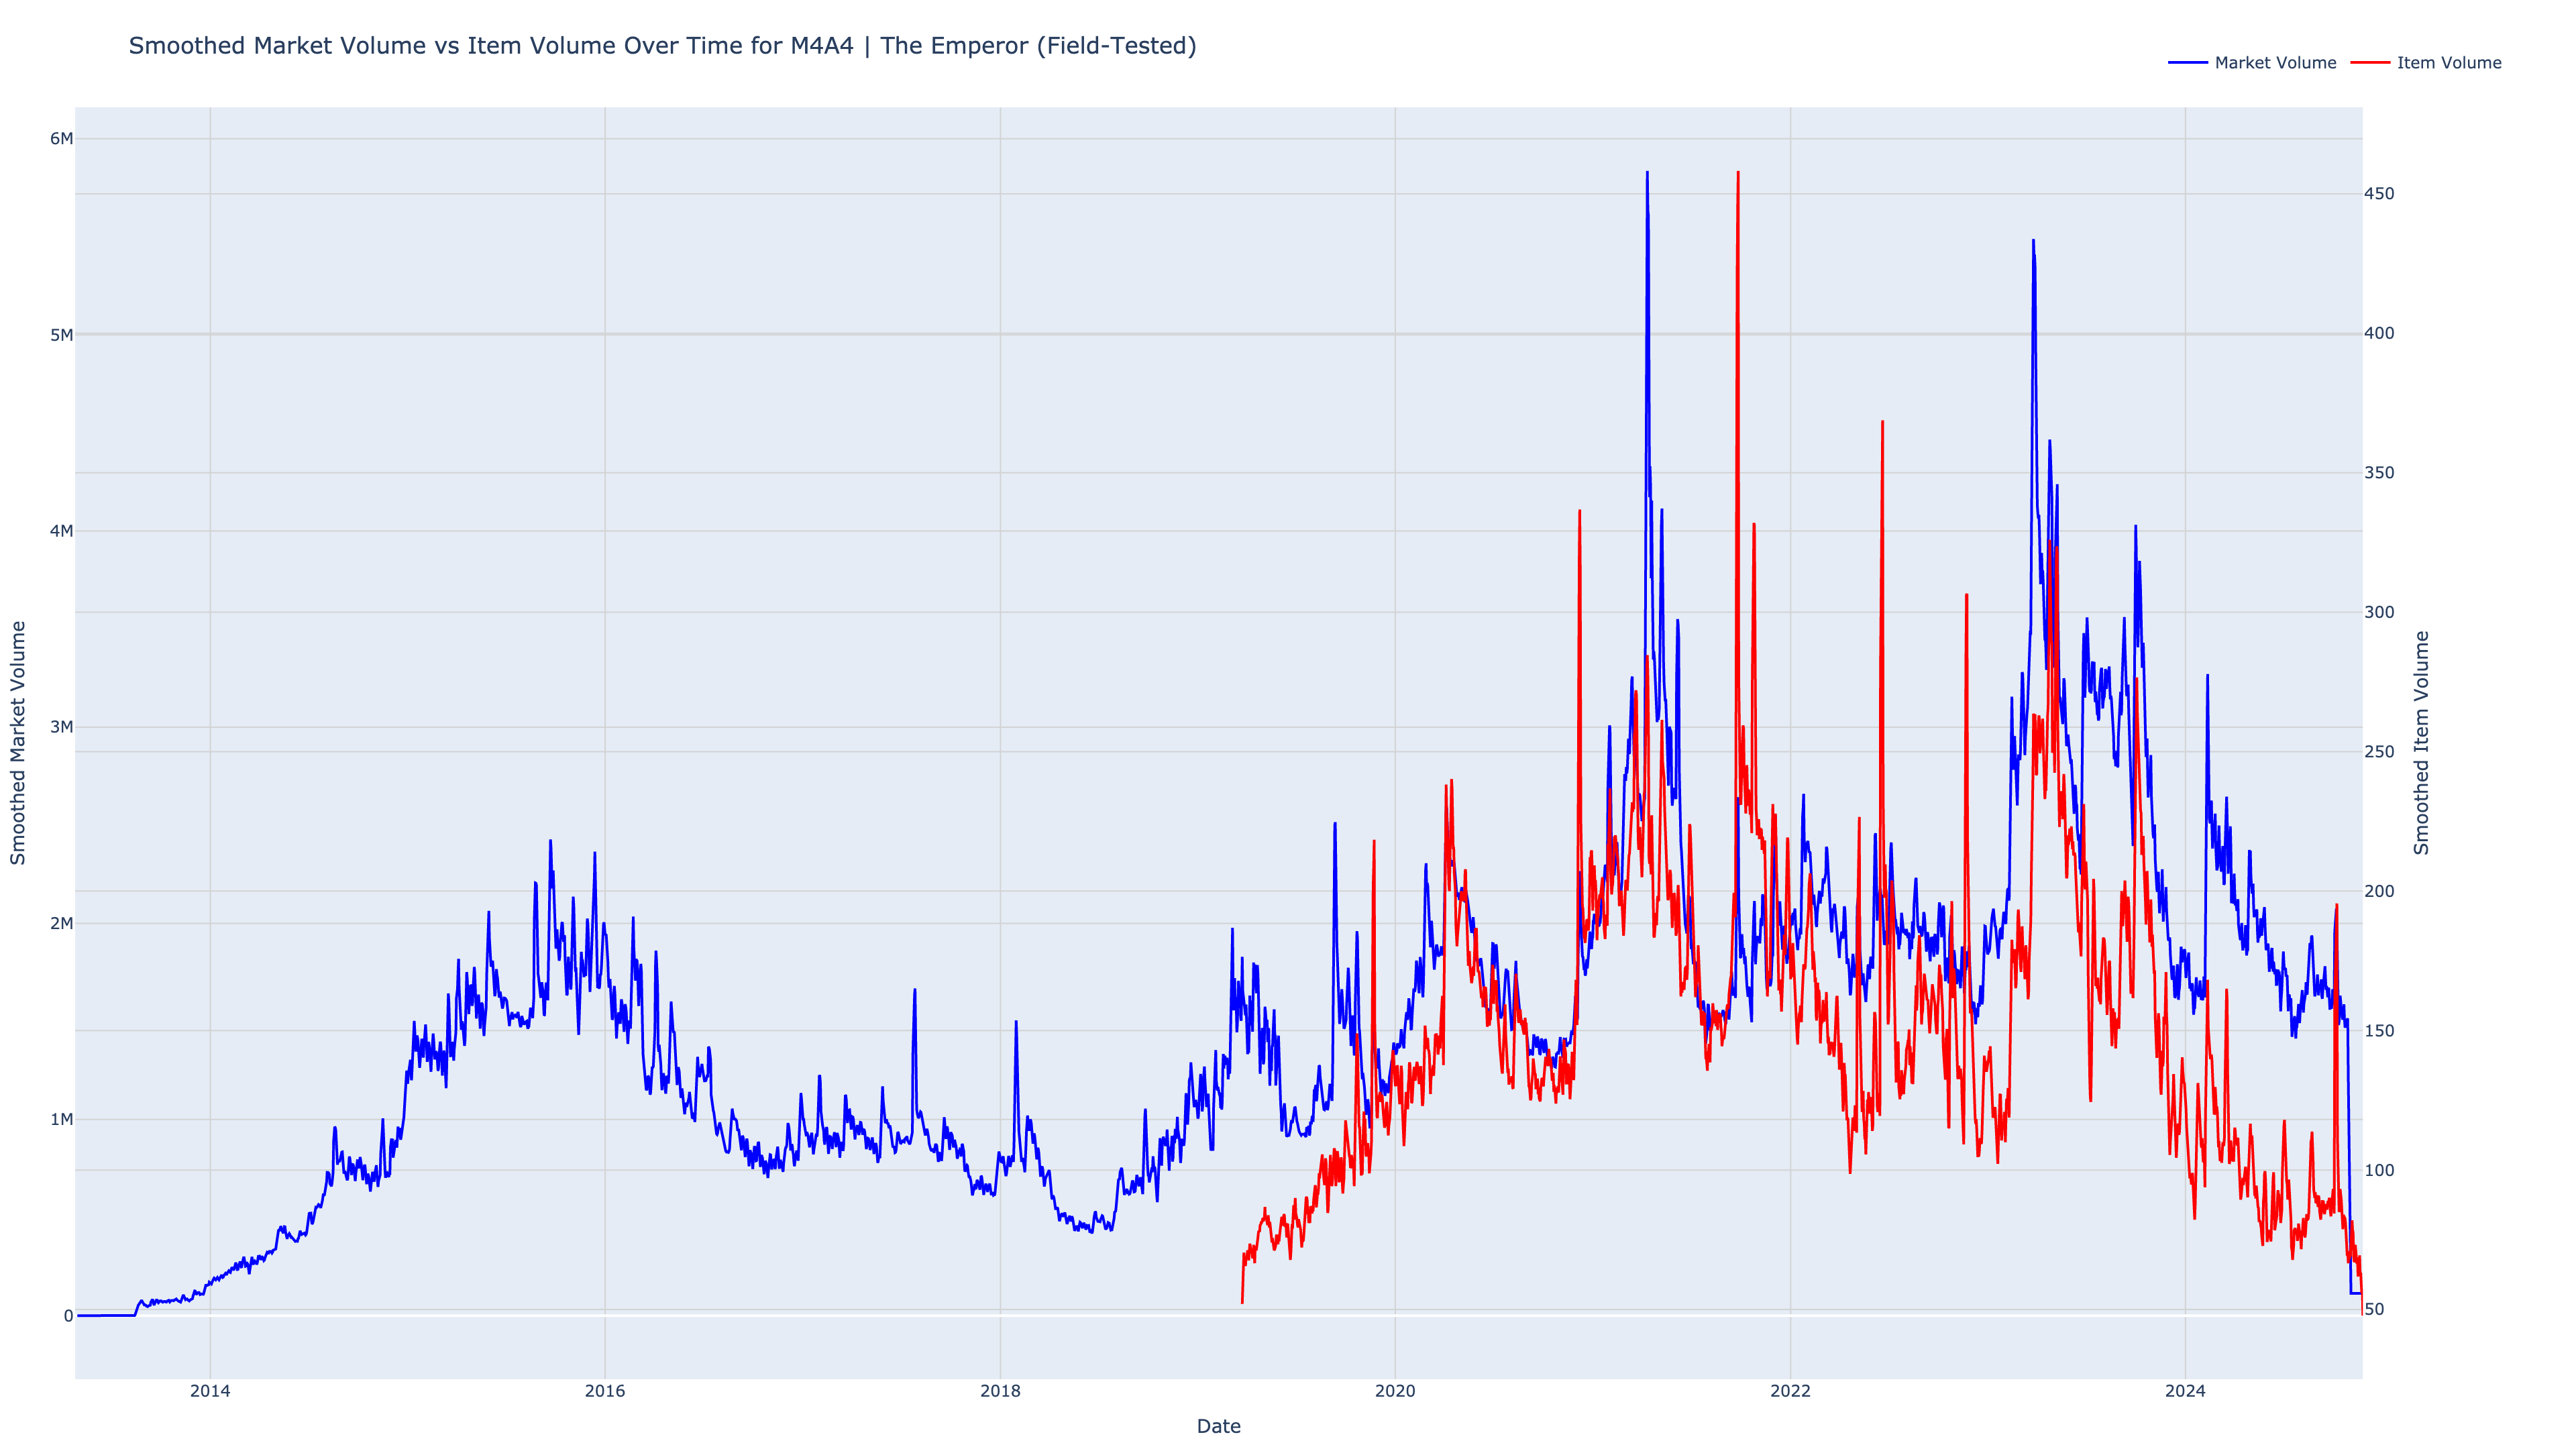 Smoothed Market Volume vs Item Volume Over Time for M4A4 | The Emperor (Field-Tested)
Market Volume
Item Volume
6M
5M
4M
3M
2M
1M
0
Smoothed Market Volume
450
400
350
300
250
200
150
100
50
Smoothed Item Volume
2014
2016
2018
2020
2022
2024
Date